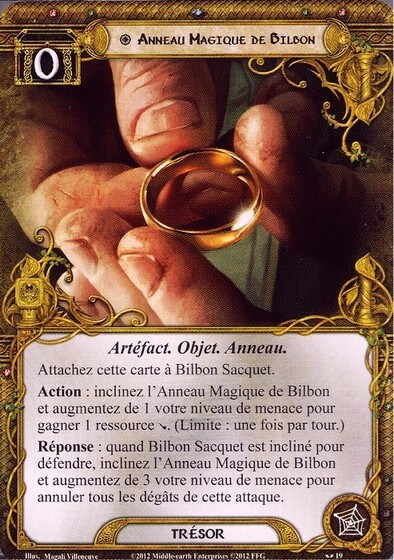 Anneau Magique de Bilbon
0
Artéfact. Objet. Anneau.
Attachez cette carte à Bilbon Sacquet.
Action : inclinez l'Anneau Magique de Bilbon
et augmentez de 1 votre niveau de menace pour
gagner 1 ressource. (Limite : une fois par tour.)
Réponse : quand Bilbon Sacquet est incliné pour
défendre, inclinez l'Anneau Magique de Bilbon
et augmentez de 3 votre niveau de menace pour
annuler tous les dégâts de cette attaque.
TRÉSOR
Illus. Magali Villeneuve ©2012 Middle-earth Enterprises ©2012 FFG 19